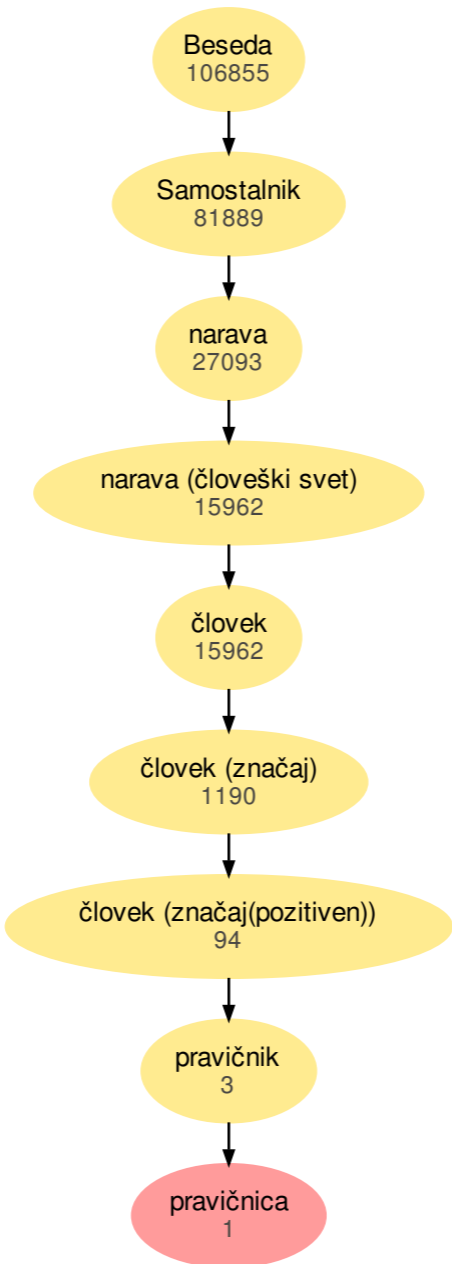 Beseda
106855
Samostalnik
81889
narava
27093
narava (človeški svet)
15962
človek
15962
človek (značaj)
1190
človek (značaj(pozitiven))
94
pravičnik
3
pravičnica
1